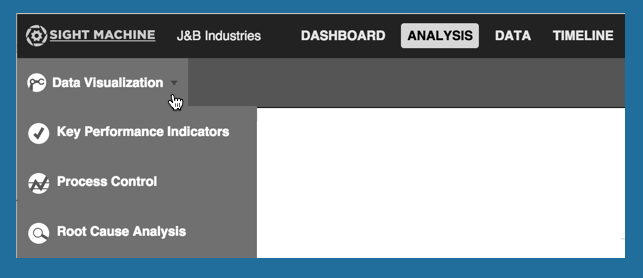 SIGHT MACHINE J&B Industries DASHBOARD ANALYSIS DATA TIMELINE
Data Visualization
Key Performance Indicators
Process Control
Root Cause Analysis